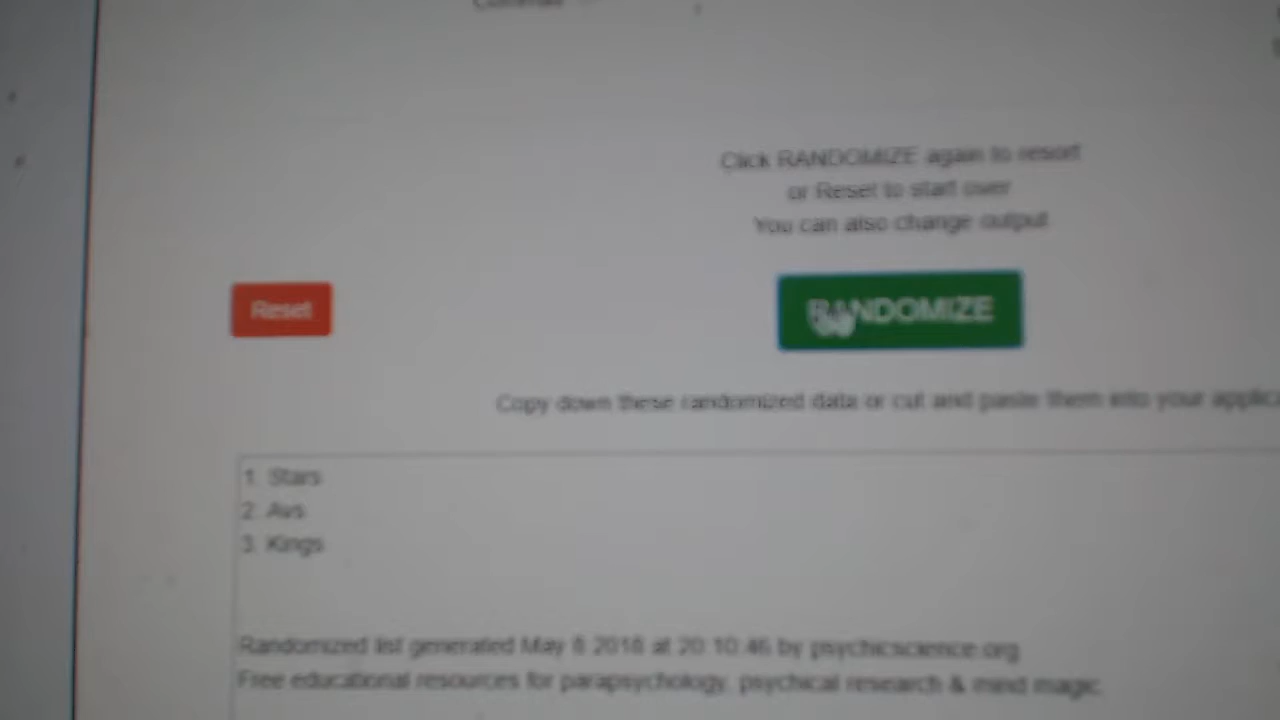 Click RANDOMIZE again to resort
or Reset to start over
You can also change output
Reset
RANDOMIZE
Copy down these randomized data or cut and paste them into your
1. Stars
2. Avs
3. Kings
Randomized list generated May 8 2018 at 20:10:46 by psychicscience.org
Free educational resources for parapsychology, psychical research & mind magic